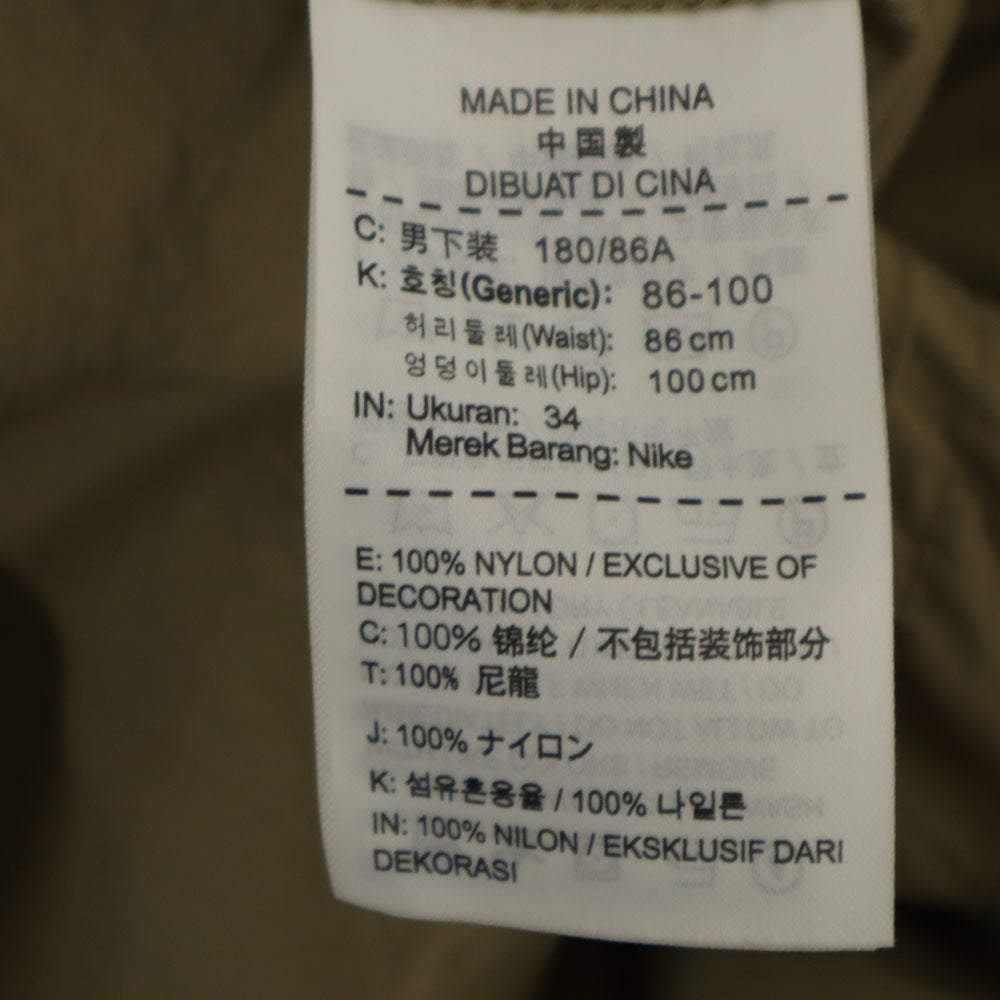 MADE IN CHINA
中国製
DIBUAT DI CINA
C: 男下装 180/86A
K: 호칭(Generic): 86-100
허리둘레(Waist): 86 cm
엉덩이둘레(Hip): 100 cm
IN: Ukuran: 34
Merek Barang: Nike
E: 100% NYLON / EXCLUSIVE OF
DECORATION
C: 100% 锦纶 / 不包括装饰部分
T: 100% 尼龍
J: 100% ナイロン
K: 섬유혼용율 / 100% 나일론
IN: 100% NILON / EKSKLUSIF DARI
DEKORASI